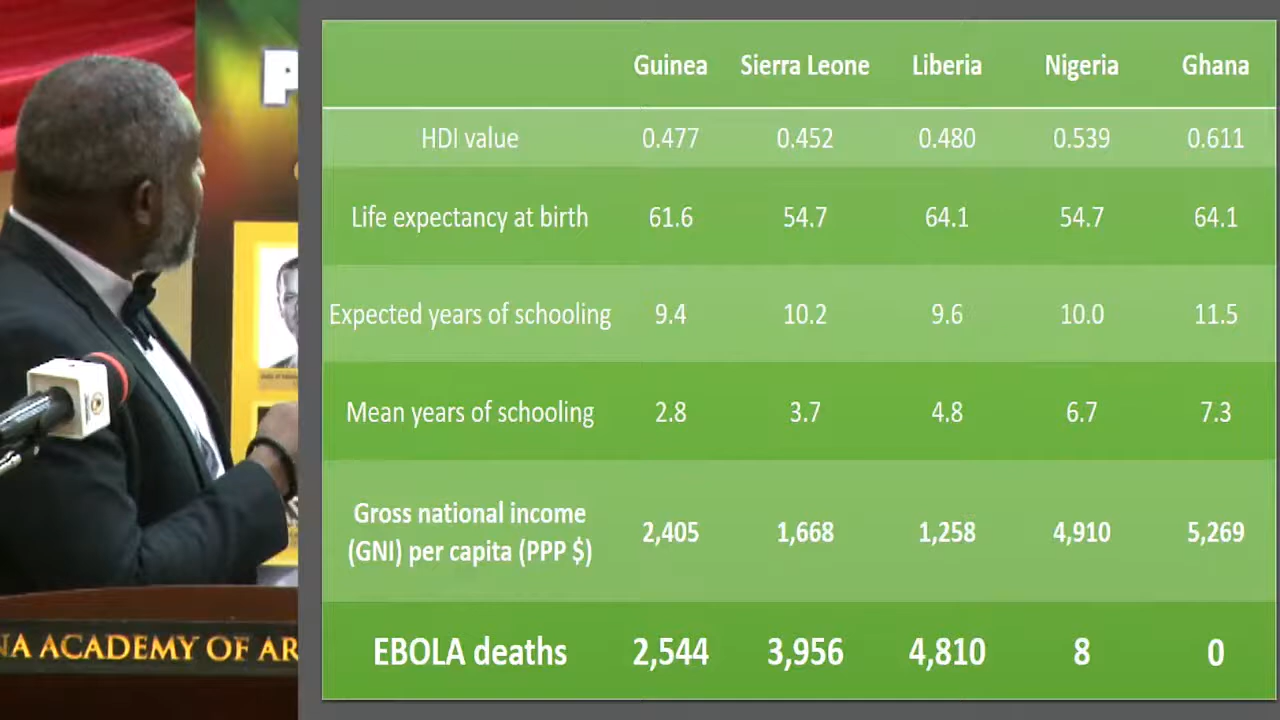 P
Guinea Sierra Leone Liberia Nigeria Ghana
HDI value 0.477 0.452 0.480 0.539 0.611
Life expectancy at birth 61.6 54.7 64.1 54.7 64.1
Expected years of schooling 9.4 10.2 9.6 10.0 11.5
Mean years of schooling 2.8 3.7 4.8 6.7 7.3
Gross national income
(GNI) per capita (PPP $) 2,405 1,668 1,258 4,910 5,269
EBOLA deaths 2,544 3,956 4,810 8 0
NA ACADEMY OF AR